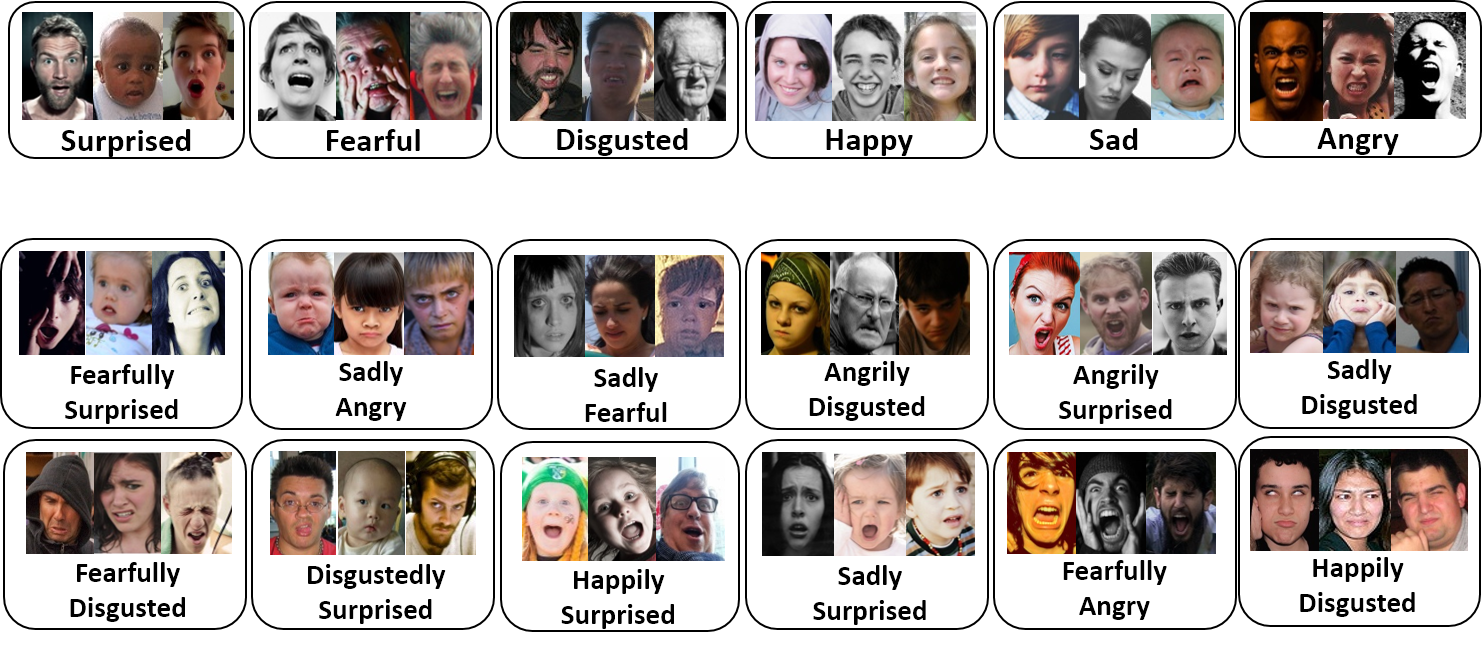 Surprised
Fearful
Disgusted
Happy
Sad
Angry
Fearfully
Surprised
Sadly
Angry
Sadly
Fearful
Angrily
Disgusted
Angrily
Surprised
Sadly
Disgusted
Fearfully
Disgusted
Disgustedly
Surprised
Happily
Surprised
Sadly
Surprised
Fearfully
Angry
Happily
Disgusted